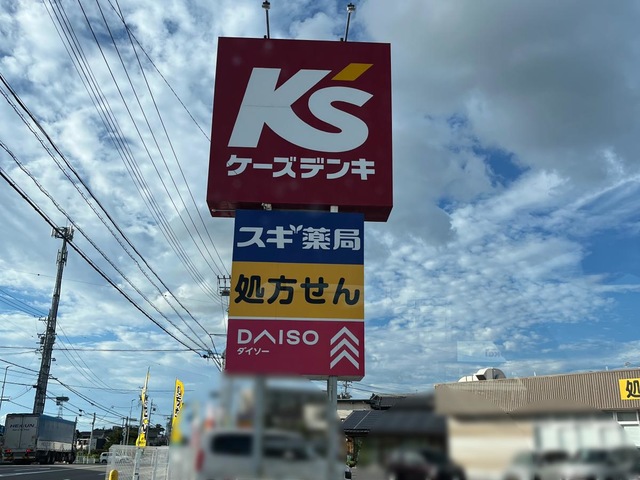 K's
ケーズデンキ
スギ薬局
処方せん
DAISO
ダイソー
処